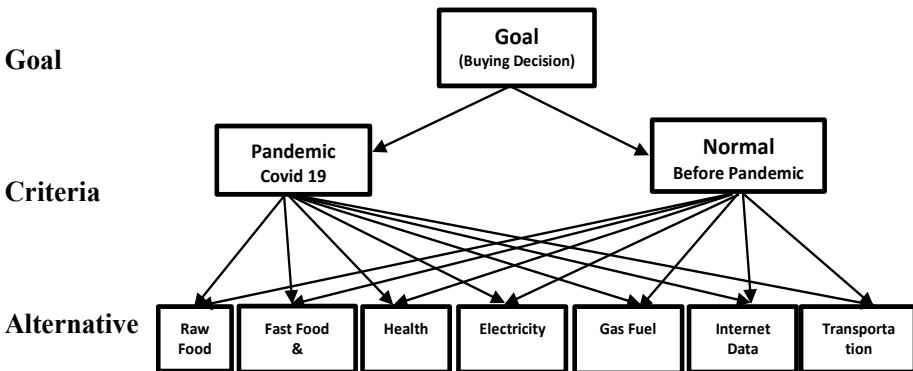 Goal
Goal
(Buying Decision)
Pandemic
Covid 19
Normal
Before Pandemic
Criteria
Alternative
Raw
Food
Fast Food
&
Health
Electricity
Gas Fuel
Internet
Data
Transporta
tion